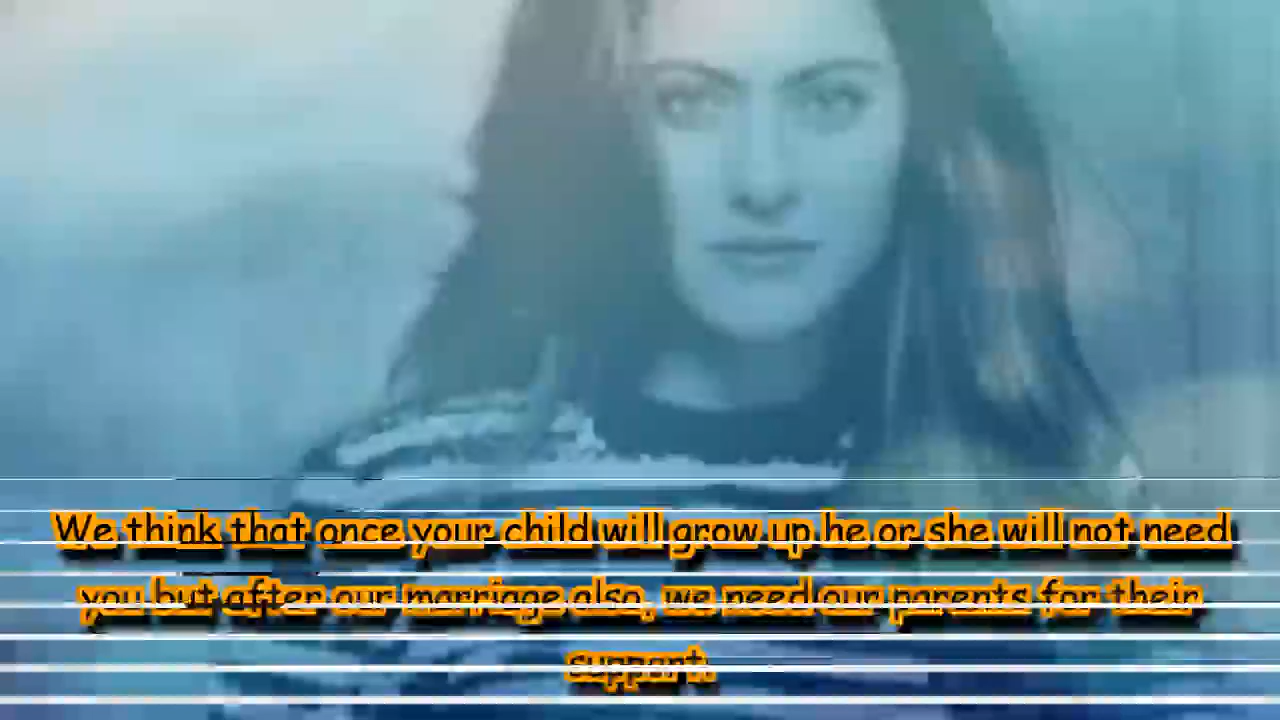 We think that once your child will grow up he or she will not need
you but after our marriage also, we need our parents for their
support.